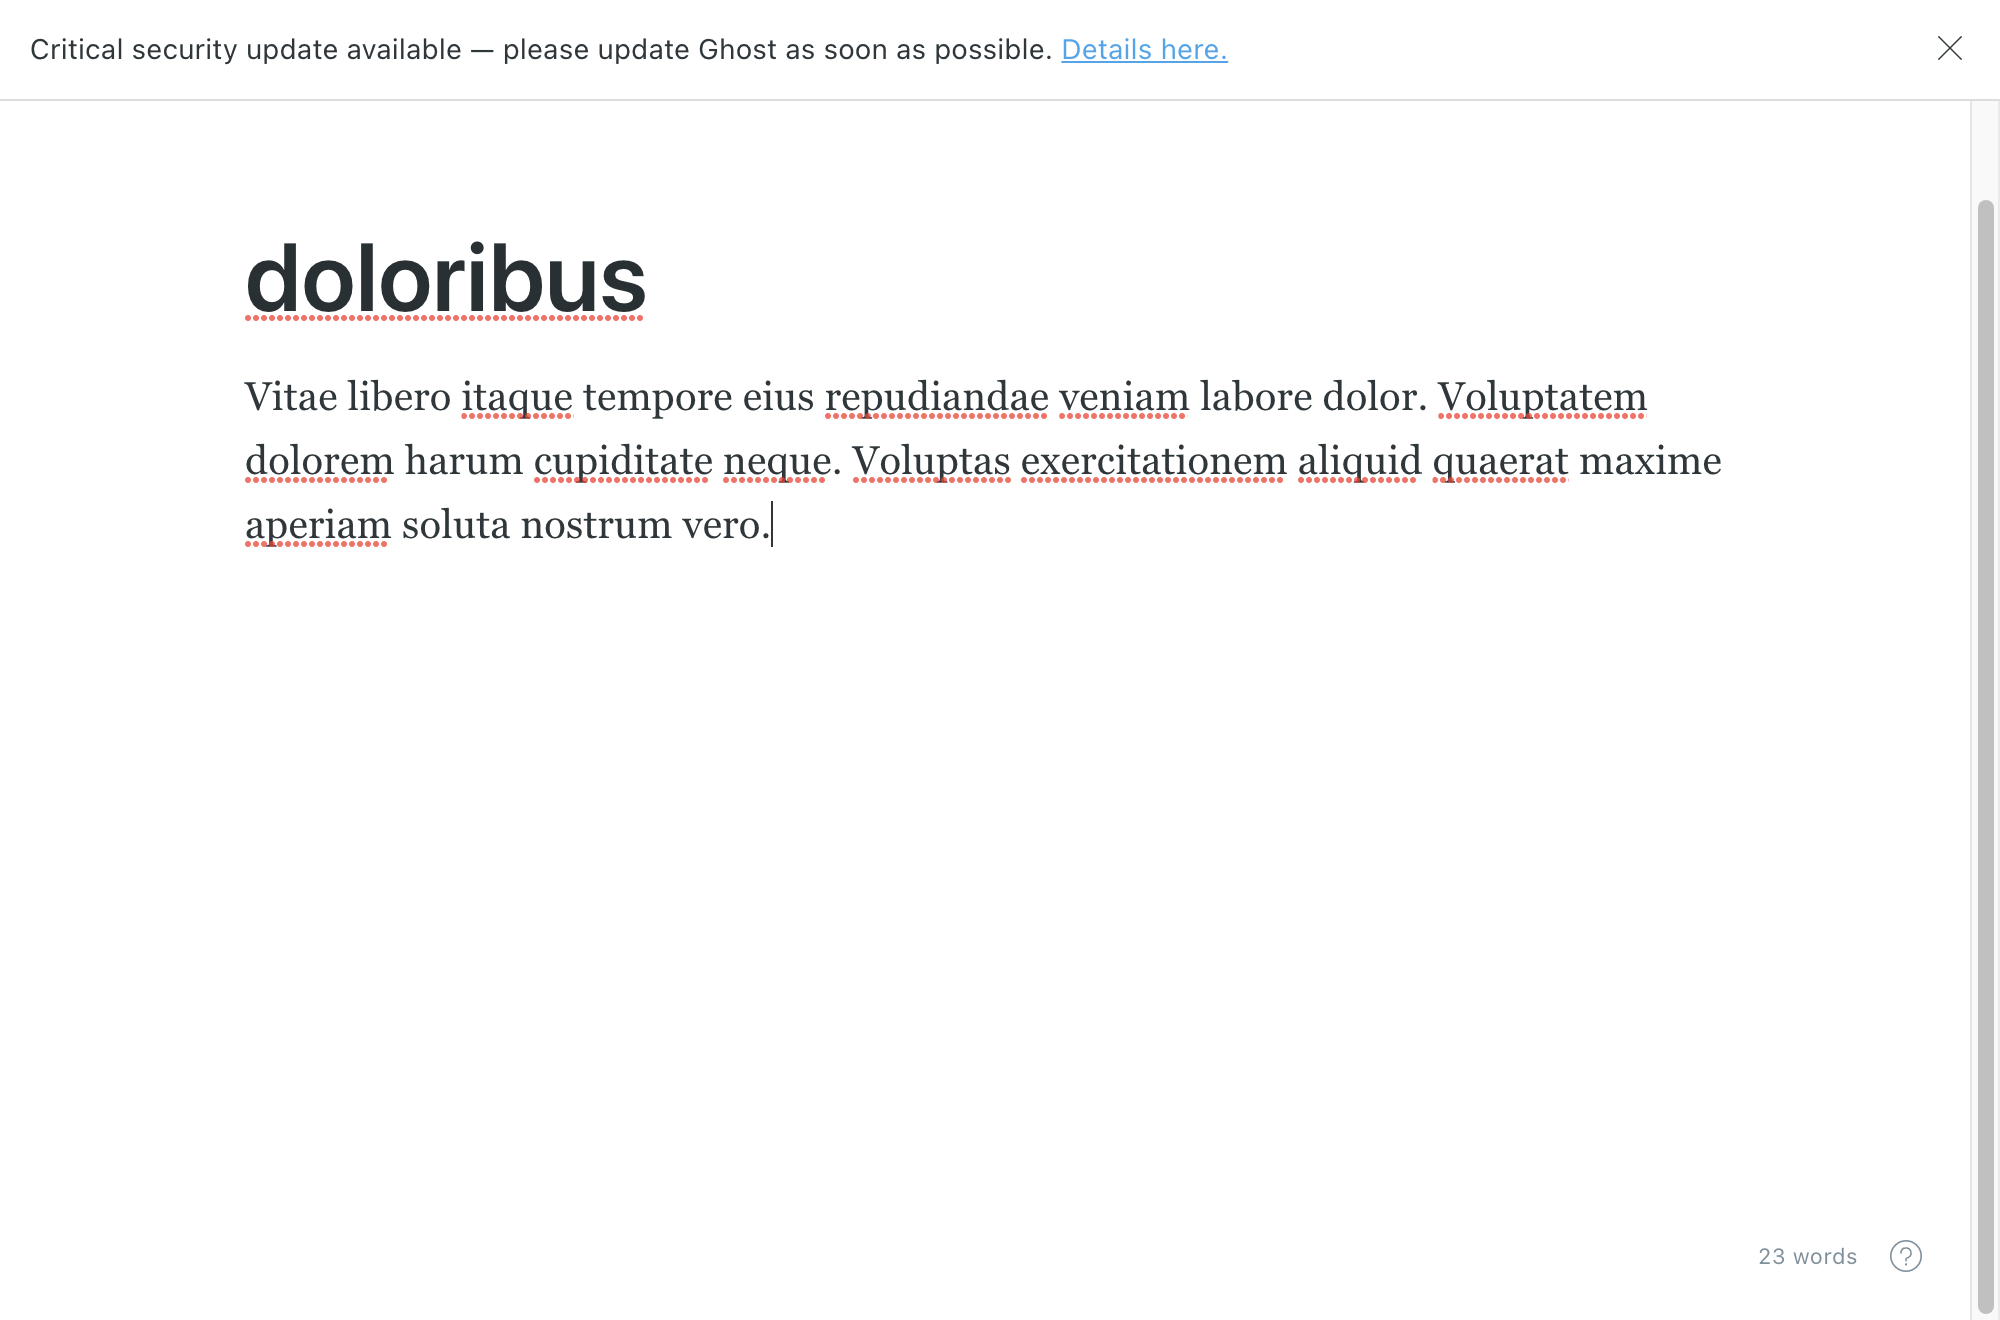 Critical security update available — please update Ghost as soon as possible. Details here.
doloribus
Vitae libero itaque tempore eius repudiandae veniam labore dolor. Voluptatem
dolorem harum cupiditate neque. Voluptas exercitationem aliquid quaerat maxime
aperiam soluta nostrum vero.
23 words
?